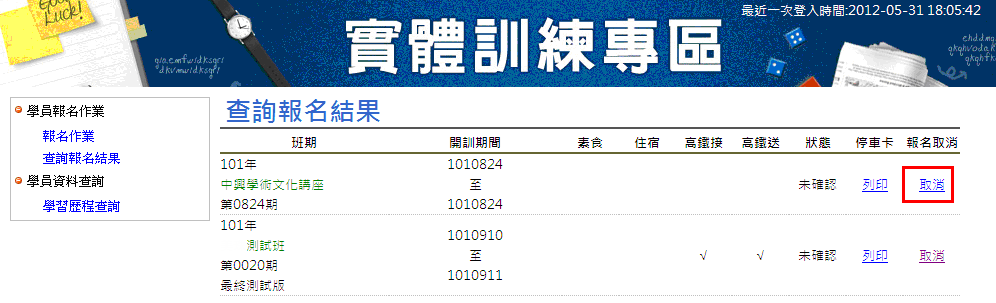 Good
Luck!
最近一次登入時間:2012-05-31 18:05:42
實體訓練專區
學員報名作業
報名作業
查詢報名結果
學員資料查詢
學習歷程查詢
查詢報名結果
班期 開訓期間 素食 住宿 高鐵接 高鐵送 狀態 停車卡 報名取消
101年 1010824
中興學術文化講座 至 未確認 列印 取消
第0824期 1010824
101年
測試班
第0020期
最終測試版
1010910
至
1010911
√ √ 未確認 列印 取消